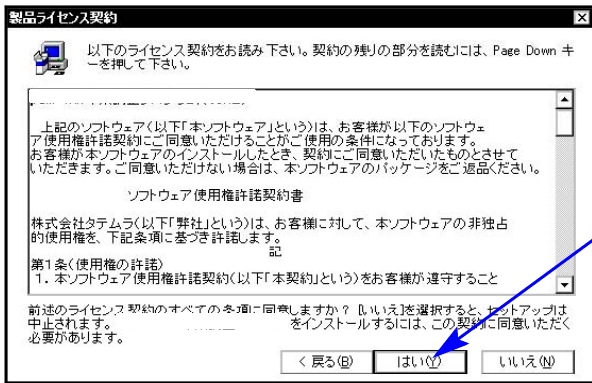 製品ライセンス契約
以下のライセンス契約をお読み下さい。契約の残りの部分を読むには、Page Down キ
ーを押して下さい。
上記のソフトウェア(以下「本ソフトウェア」という)は、お客様が以下のソフトウェ
ア使用権許諾契約にご同意いただけることがご使用の条件になっております。
お客様が本ソフトウェアのインストールしたとき、契約にご同意いただいたものとさせて
いただきます。ご同意いただけない場合は、本ソフトウェアのパッケージをご返品ください。
ソフトウェア使用権許諾契約書
株式会社タテムラ(以下「弊社」という)は、お客様に対して、本ソフトウェアの非独占
的使用権を、下記条項に基づき許諾します。
記
第1条(使用権の許諾)
1. 本ソフトウェア使用権許諾契約(以下「本契約」という)をお客様が遵守すること
前述のライセンス契約のすべての条項に同意しますか? [いいえ]を選択すると、セットアップは
中止されます。 をインストールするには、この契約に同意いただく
必要があります。
< 戻る(B) はい(Y) いいえ(N)